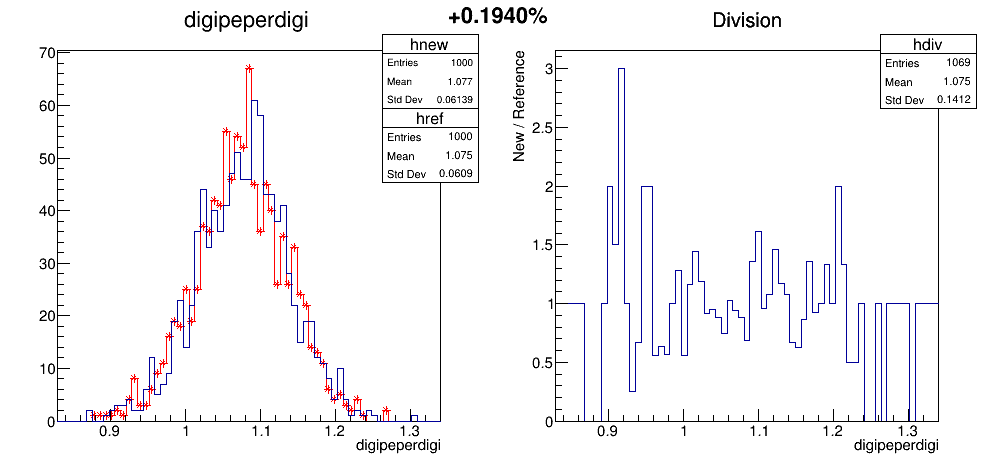 digipeperdigi
+0.1940%
Division
hnew
Entries 1000
Mean 1.077
Std Dev 0.06139
href
Entries 1000
Mean 1.075
Std Dev 0.0609
70
60
50
40
30
20
10
0
0.9 1 1.1 1.2 1.3
digipeperdigi
hdiv
Entries 1069
Mean 1.075
Std Dev 0.1412
New / Reference
3
2.5
2
1.5
1
0.5
0
0.9 1 1.1 1.2 1.3
digipeperdigi